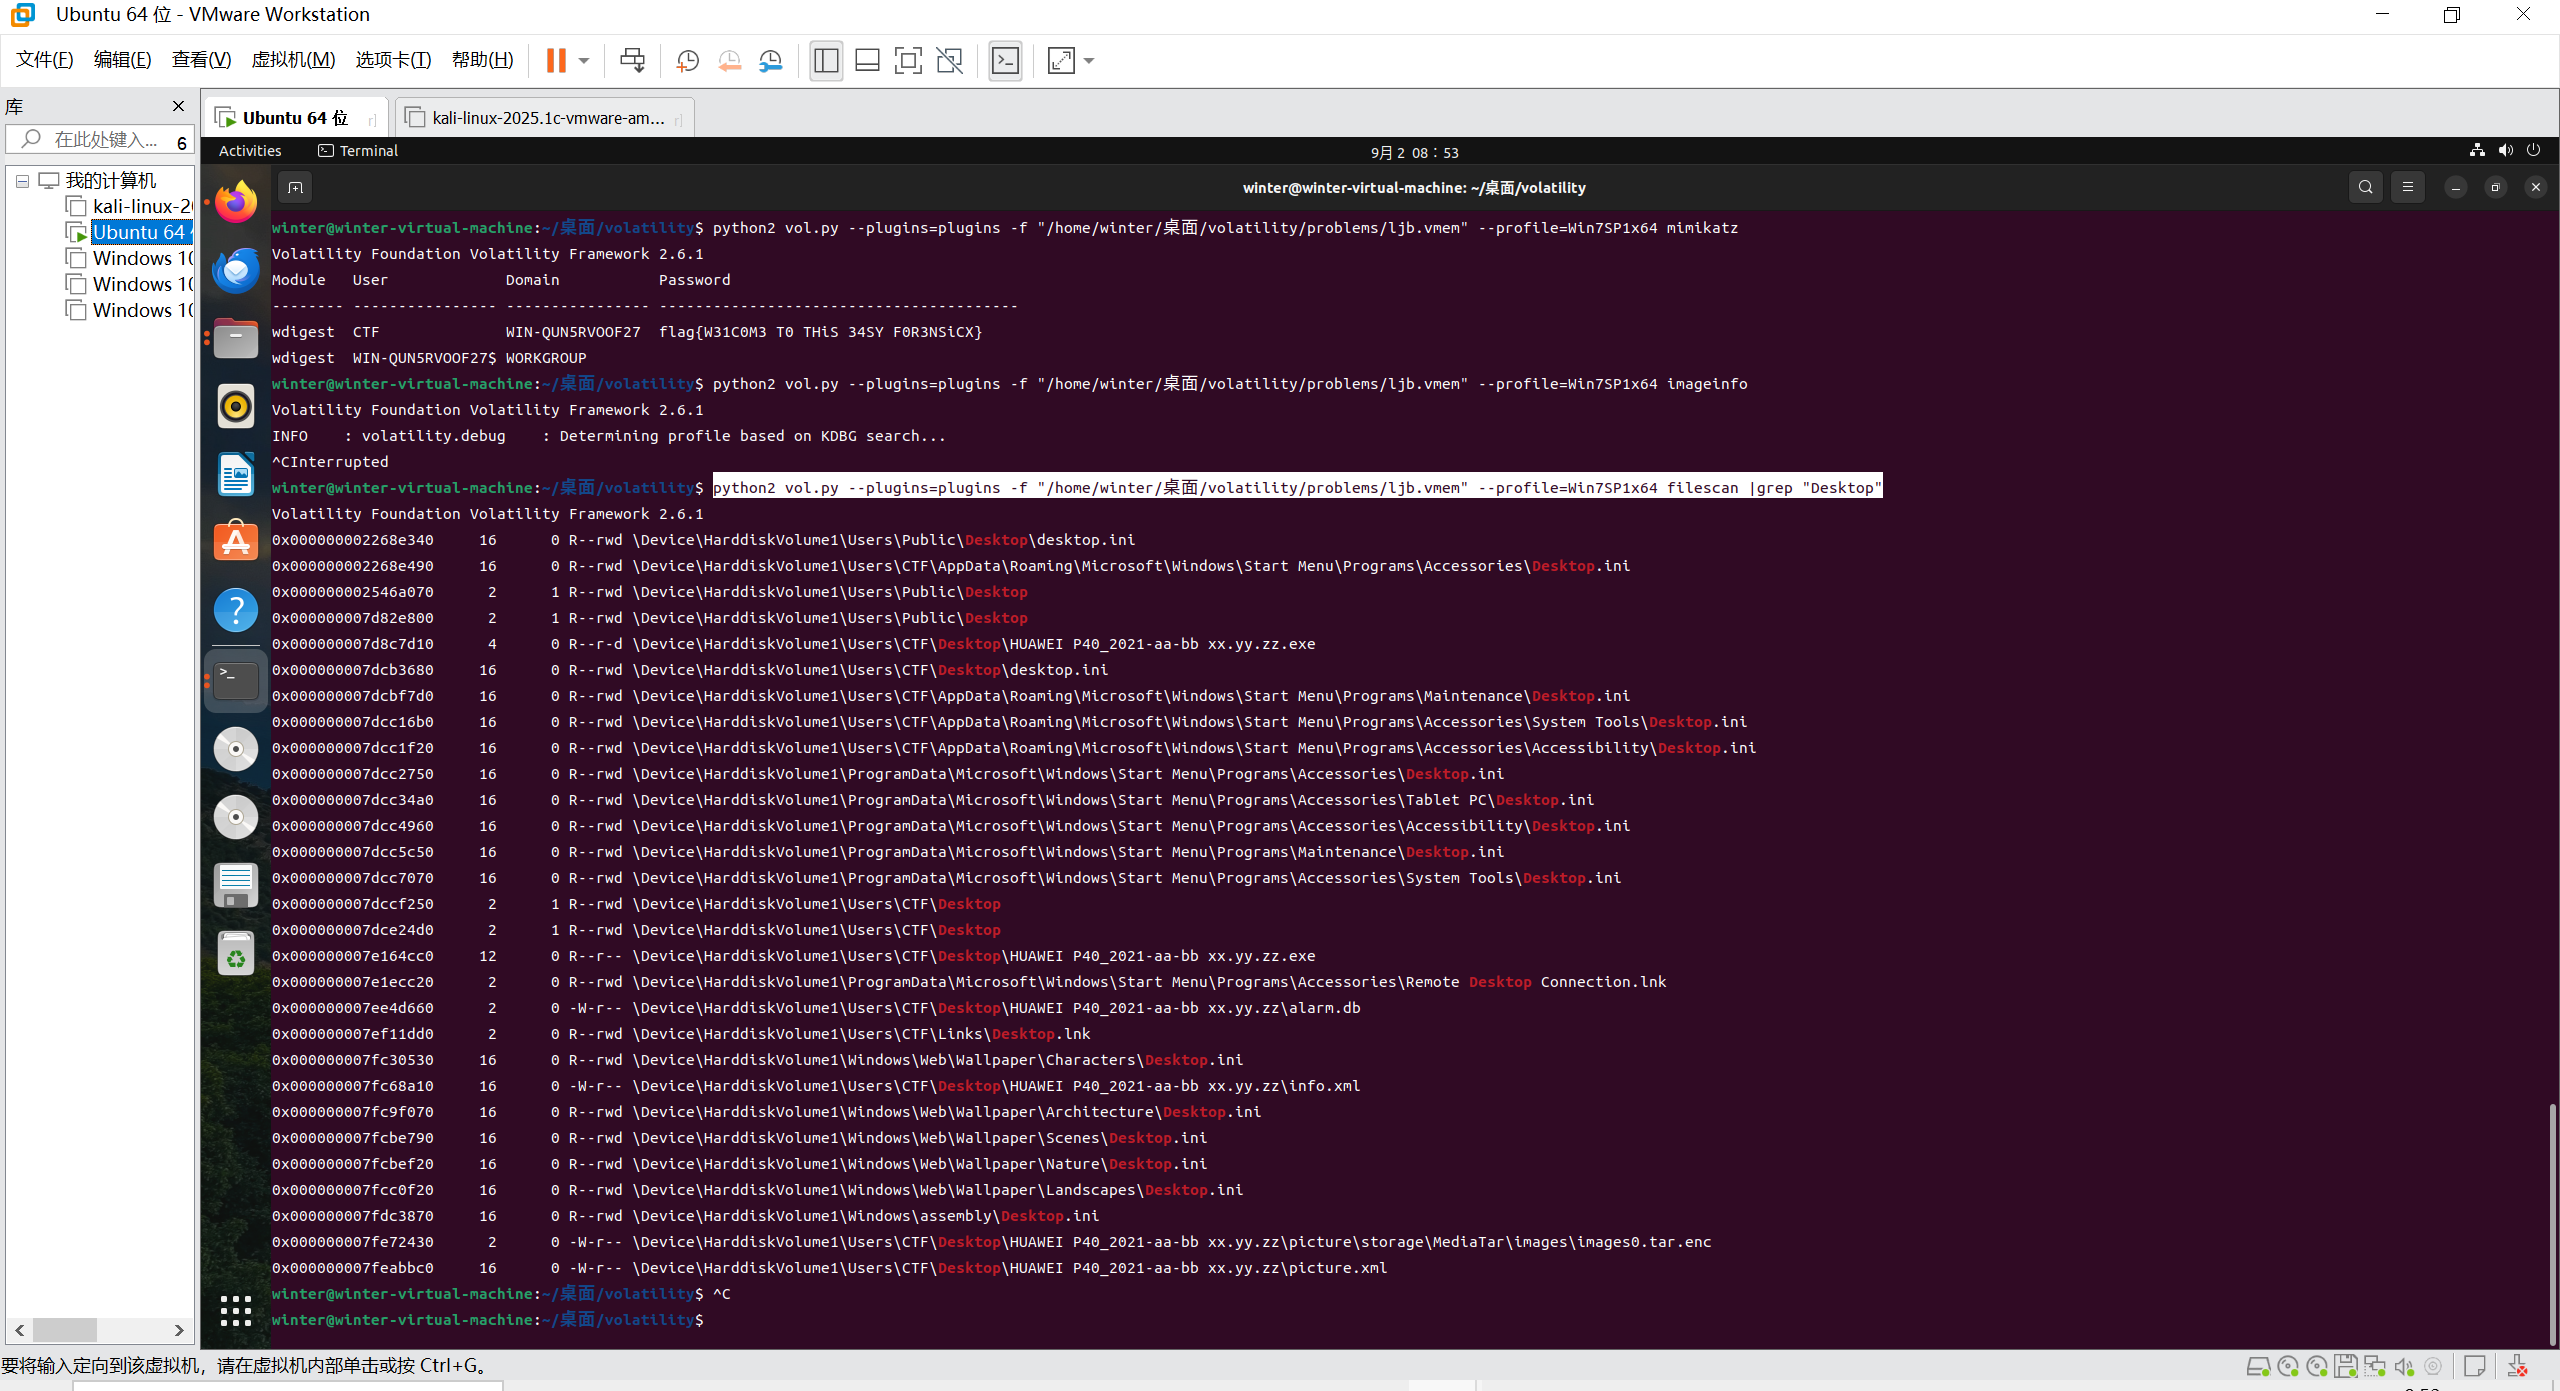 Ubuntu 64 位 - VMware Workstation
文件(F) 编辑(E) 查看(V) 虚拟机(M) 选项卡(T) 帮助(H)
库
在此处键入... 6
我的计算机
kali-linux-2
Ubuntu 64
Windows 10
Windows 10
Windows 10
Ubuntu 64 位 kali-linux-2025.1c-vmware-am...
Activities Terminal 9月 2 08：53
winter@winter-virtual-machine: ~/桌面/volatility
winter@winter-virtual-machine:~/桌面/volatility$ python2 vol.py --plugins=plugins -f "/home/winter/桌面/volatility/problems/ljb.vmem" --profile=Win7SP1x64 mimikatz
Volatility Foundation Volatility Framework 2.6.1
Module   User             Domain           Password
-------- ---------------- ---------------- ----------------------------------------
wdigest  CTF              WIN-QUN5RVOOF27  flag{W31C0M3 T0 THiS 34SY F0R3NSiCX}
wdigest  WIN-QUN5RVOOF27$ WORKGROUP
winter@winter-virtual-machine:~/桌面/volatility$ python2 vol.py --plugins=plugins -f "/home/winter/桌面/volatility/problems/ljb.vmem" --profile=Win7SP1x64 imageinfo
Volatility Foundation Volatility Framework 2.6.1
INFO    : volatility.debug    : Determining profile based on KDBG search...
^CInterrupted
winter@winter-virtual-machine:~/桌面/volatility$ python2 vol.py --plugins=plugins -f "/home/winter/桌面/volatility/problems/ljb.vmem" --profile=Win7SP1x64 filescan |grep "Desktop"
Volatility Foundation Volatility Framework 2.6.1
0x000000002268e340     16      0 R--rwd \Device\HarddiskVolume1\Users\Public\Desktop\desktop.ini
0x000000002268e490     16      0 R--rwd \Device\HarddiskVolume1\Users\CTF\AppData\Roaming\Microsoft\Windows\Start Menu\Programs\Accessories\Desktop.ini
0x000000002546a070      2      1 R--rwd \Device\HarddiskVolume1\Users\Public\Desktop
0x000000007d82e800      2      1 R--rwd \Device\HarddiskVolume1\Users\Public\Desktop
0x000000007d8c7d10      4      0 R--r-d \Device\HarddiskVolume1\Users\CTF\Desktop\HUAWEI P40_2021-aa-bb xx.yy.zz.exe
0x000000007dcb3680     16      0 R--rwd \Device\HarddiskVolume1\Users\CTF\Desktop\desktop.ini
0x000000007dcbf7d0     16      0 R--rwd \Device\HarddiskVolume1\Users\CTF\AppData\Roaming\Microsoft\Windows\Start Menu\Programs\Maintenance\Desktop.ini
0x000000007dcc16b0     16      0 R--rwd \Device\HarddiskVolume1\Users\CTF\AppData\Roaming\Microsoft\Windows\Start Menu\Programs\Accessories\System Tools\Desktop.ini
0x000000007dcc1f20     16      0 R--rwd \Device\HarddiskVolume1\Users\CTF\AppData\Roaming\Microsoft\Windows\Start Menu\Programs\Accessories\Accessibility\Desktop.ini
0x000000007dcc2750     16      0 R--rwd \Device\HarddiskVolume1\ProgramData\Microsoft\Windows\Start Menu\Programs\Accessories\Desktop.ini
0x000000007dcc34a0     16      0 R--rwd \Device\HarddiskVolume1\ProgramData\Microsoft\Windows\Start Menu\Programs\Accessories\Tablet PC\Desktop.ini
0x000000007dcc4960     16      0 R--rwd \Device\HarddiskVolume1\ProgramData\Microsoft\Windows\Start Menu\Programs\Accessories\Accessibility\Desktop.ini
0x000000007dcc5c50     16      0 R--rwd \Device\HarddiskVolume1\ProgramData\Microsoft\Windows\Start Menu\Programs\Maintenance\Desktop.ini
0x000000007dcc7070     16      0 R--rwd \Device\HarddiskVolume1\ProgramData\Microsoft\Windows\Start Menu\Programs\Accessories\System Tools\Desktop.ini
0x000000007dccf250      2      1 R--rwd \Device\HarddiskVolume1\Users\CTF\Desktop
0x000000007dce24d0      2      1 R--rwd \Device\HarddiskVolume1\Users\CTF\Desktop
0x000000007e164cc0     12      0 R--r-- \Device\HarddiskVolume1\Users\CTF\Desktop\HUAWEI P40_2021-aa-bb xx.yy.zz.exe
0x000000007e1ecc20      2      0 R--rwd \Device\HarddiskVolume1\ProgramData\Microsoft\Windows\Start Menu\Programs\Accessories\Remote Desktop Connection.lnk
0x000000007ee4d660      2      0 -W-r-- \Device\HarddiskVolume1\Users\CTF\Desktop\HUAWEI P40_2021-aa-bb xx.yy.zz\alarm.db
0x000000007ef11dd0      2      0 R--rwd \Device\HarddiskVolume1\Users\CTF\Links\Desktop.lnk
0x000000007fc30530     16      0 R--rwd \Device\HarddiskVolume1\Windows\Web\Wallpaper\Characters\Desktop.ini
0x000000007fc68a10     16      0 -W-r-- \Device\HarddiskVolume1\Users\CTF\Desktop\HUAWEI P40_2021-aa-bb xx.yy.zz\info.xml
0x000000007fc9f070     16      0 R--rwd \Device\HarddiskVolume1\Windows\Web\Wallpaper\Architecture\Desktop.ini
0x000000007fcbe790     16      0 R--rwd \Device\HarddiskVolume1\Windows\Web\Wallpaper\Scenes\Desktop.ini
0x000000007fcbef20     16      0 R--rwd \Device\HarddiskVolume1\Windows\Web\Wallpaper\Nature\Desktop.ini
0x000000007fcc0f20     16      0 R--rwd \Device\HarddiskVolume1\Windows\Web\Wallpaper\Landscapes\Desktop.ini
0x000000007fdc3870     16      0 R--rwd \Device\HarddiskVolume1\Windows\assembly\Desktop.ini
0x000000007fe72430      2      0 -W-r-- \Device\HarddiskVolume1\Users\CTF\Desktop\HUAWEI P40_2021-aa-bb xx.yy.zz\picture\storage\MediaTar\images\images0.tar.enc
0x000000007feabbc0     16      0 -W-r-- \Device\HarddiskVolume1\Users\CTF\Desktop\HUAWEI P40_2021-aa-bb xx.yy.zz\picture.xml
winter@winter-virtual-machine:~/桌面/volatility$ ^C
winter@winter-virtual-machine:~/桌面/volatility$
要将输入定向到该虚拟机，请在虚拟机内部单击或按 Ctrl+G。